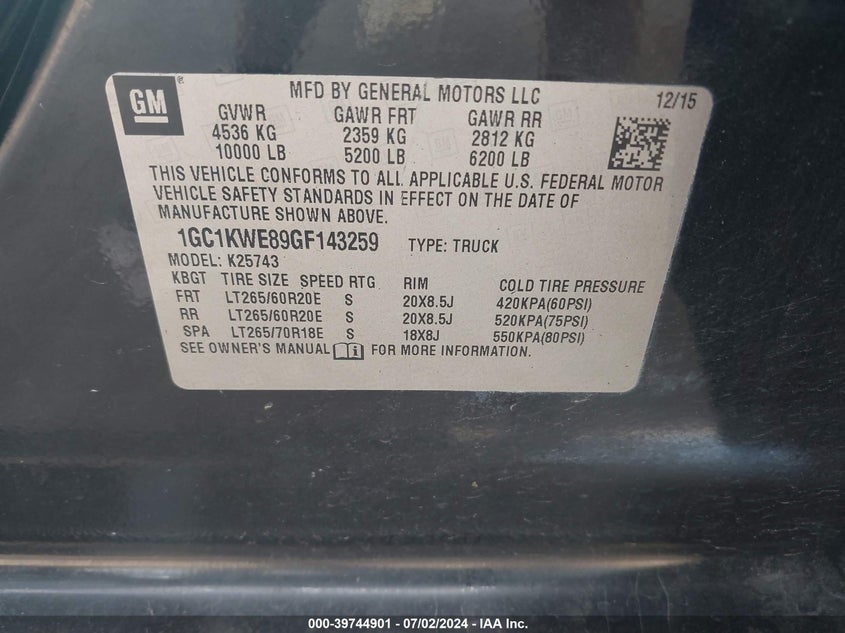 GM ® MFD BY GENERAL MOTORS LLC 12/15
GVWR GAWR FRT GAWR RR
4536 KG 2359 KG 2812 KG
10000 LB 5200 LB 6200 LB
THIS VEHICLE CONFORMS TO ALL APPLICABLE U.S. FEDERAL MOTOR
VEHICLE SAFETY STANDARDS IN EFFECT ON THE DATE OF
MANUFACTURE SHOWN ABOVE.
1GC1KWE89GF143259 TYPE: TRUCK
MODEL: K25743
KBGT TIRE SIZE SPEED RTG RIM COLD TIRE PRESSURE
FRT LT265/60R20E S 20X8.5J 420KPA(60PSI)
RR LT265/60R20E S 20X8.5J 520KPA(75PSI)
SPA LT265/70R18E S 18X8J 550KPA(80PSI)
SEE OWNER'S MANUAL FOR MORE INFORMATION.
000-39744901 - 07/02/2024 - IAA Inc.